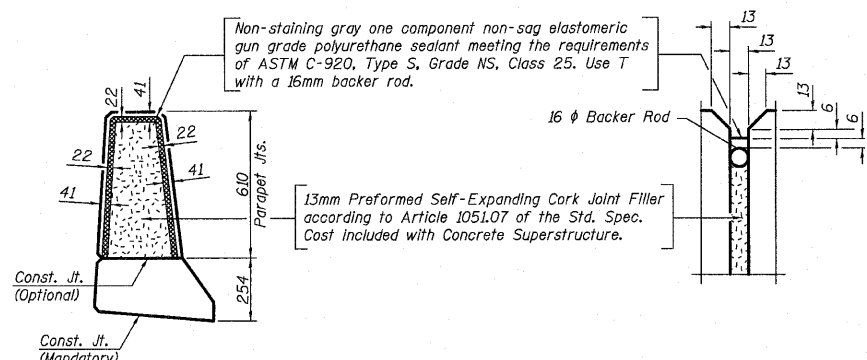 Non-staining gray one component non-sag elastomeric
gun grade polyurethane sealant meeting the requirements
of ASTM C-920, Type S, Grade NS, Class 25. Use T
with a 16mm backer rod.
13
13
13
6
6
16 ϕ Backer Rod
22
41
22
22
41
41
610
Parapet Jts.
13mm Preformed Self-Expanding Cork Joint Filler
according to Article 1051.07 of the Std. Spec.
Cost included with Concrete Superstructure.
254
Const. Jt.
(Optional)
Const. Jt.
(Mandatory)